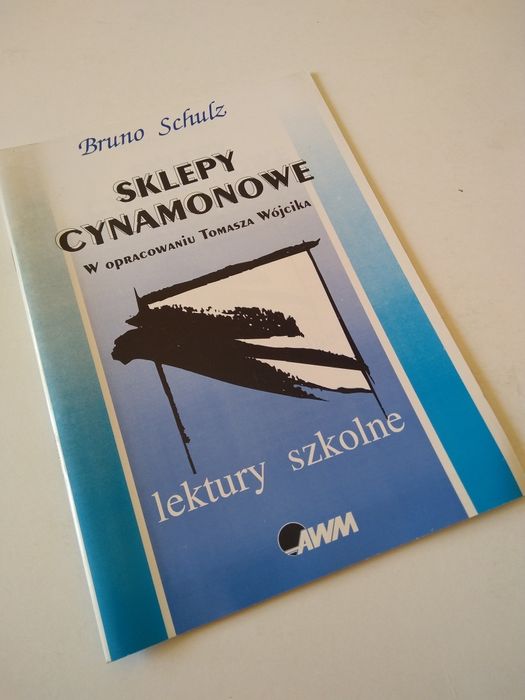 Bruno Schulz
SKLEPY
CYNAMONOWE
W OPRACOWANIU TOMASZA WÓJCIKA
lektury szkolne
AWM